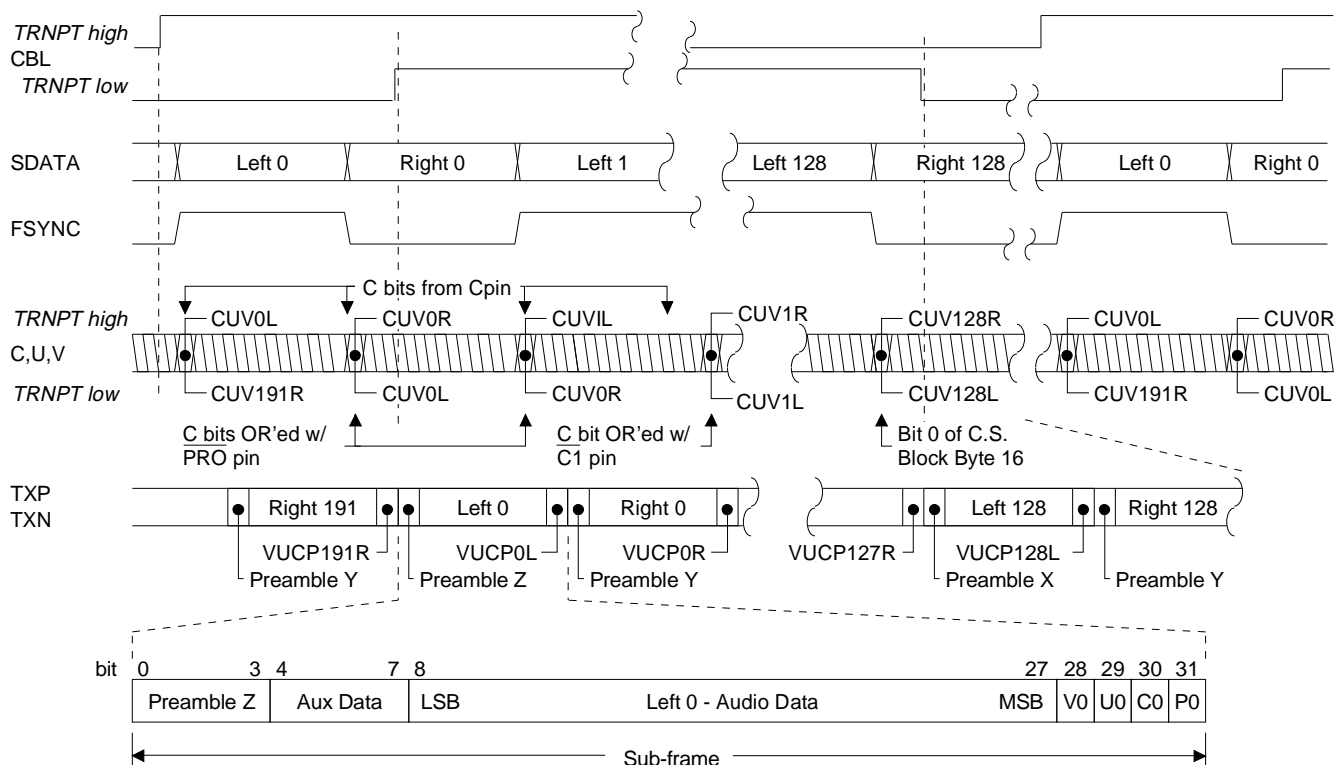 TRNPT high
CBL
TRNPT low
SDATA
Left 0
Right 0
Left 1
Left 128
Right 128
Left 0
Right 0
FSYNC
C bits from Cpin
TRNPT high
CUV0L
CUV0R
CUVIL
CUV1R
CUV128R
CUV0L
CUV0R
C,U,V
TRNPT low
CUV191R
CUV0L
CUV0R
CUV1L
CUV128L
CUV191R
CUV0L
C bits OR'ed w/
PRO pin
C bit OR'ed w/
C1 pin
Bit 0 of C.S.
Block Byte 16
TXP
TXN
Right 191
Left 0
Right 0
Left 128
Right 128
VUCP191R
VUCP0L
VUCP0R
VUCP127R
VUCP128L
Preamble Y
Preamble Z
Preamble Y
Preamble X
Preamble Y
bit 0 3 4 7 8 27 28 29 30 31
Preamble Z Aux Data LSB Left 0 - Audio Data MSB V0 U0 C0 P0
Sub-frame